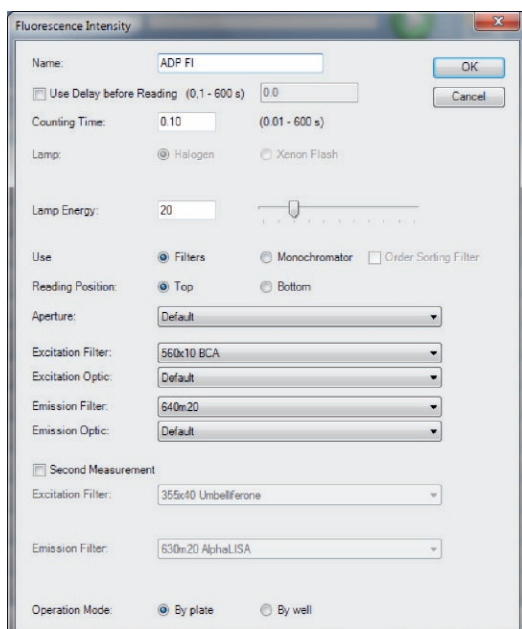 Fluorescence Intensity
Name: ADP FI OK
Use Delay before Reading (0.1 - 600 s) 0.0 Cancel
Counting Time: 0.10 (0.01 - 600 s)
Lamp: Halogen Xenon Flash
Lamp Energy: 20
Use Filters Monochromator Order Sorting Filter
Reading Position: Top Bottom
Aperture: Default
Excitation Filter: 560x10 BCA
Excitation Optic: Default
Emission Filter: 640m20
Emission Optic: Default
Second Measurement
Excitation Filter: 355x40 Umbelliferone
Emission Filter: 630m20 AlphaLISA
Operation Mode: By plate By well